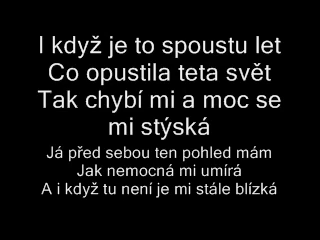 I když je to spoustu let
Co opustila teta svět
Tak chybí mi a moc se
mi stýská
Já před sebou ten pohled mám
Jak nemocná mi umírá
A i když tu není je mi stále blízká